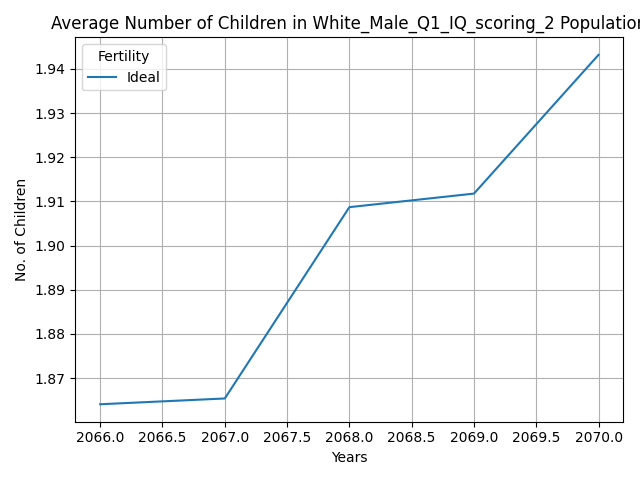 Average Number of Children in White_Male_Q1_IQ_scoring_2 Population
Fertility
Ideal
1.94
1.93
1.92
1.91
1.90
1.89
1.88
1.87
No. of Children
2066.0 2066.5 2067.0 2067.5 2068.0 2068.5 2069.0 2069.5 2070.0
Years